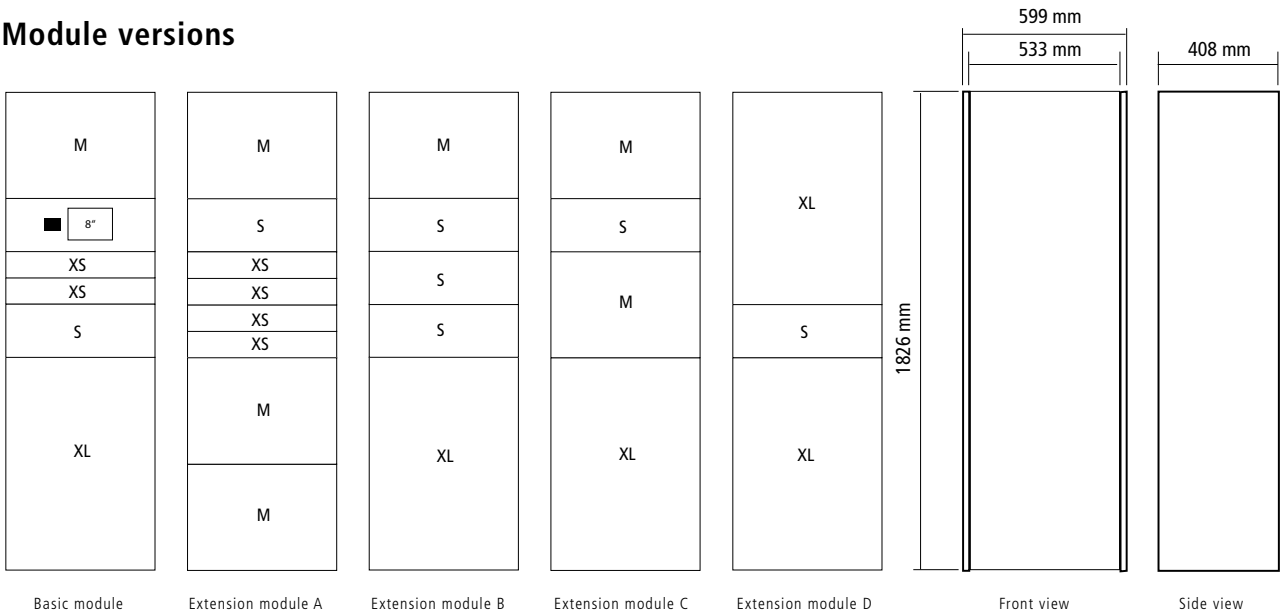 Module versions
599 mm
533 mm
408 mm
M
8"
XS
XS
S
XL
Basic module
M
S
XS
XS
XS
XS
M
M
Extension module A
M
S
S
S
XL
Extension module B
M
S
M
XL
Extension module C
XL
S
XL
Extension module D
1826 mm
Front view
Side view